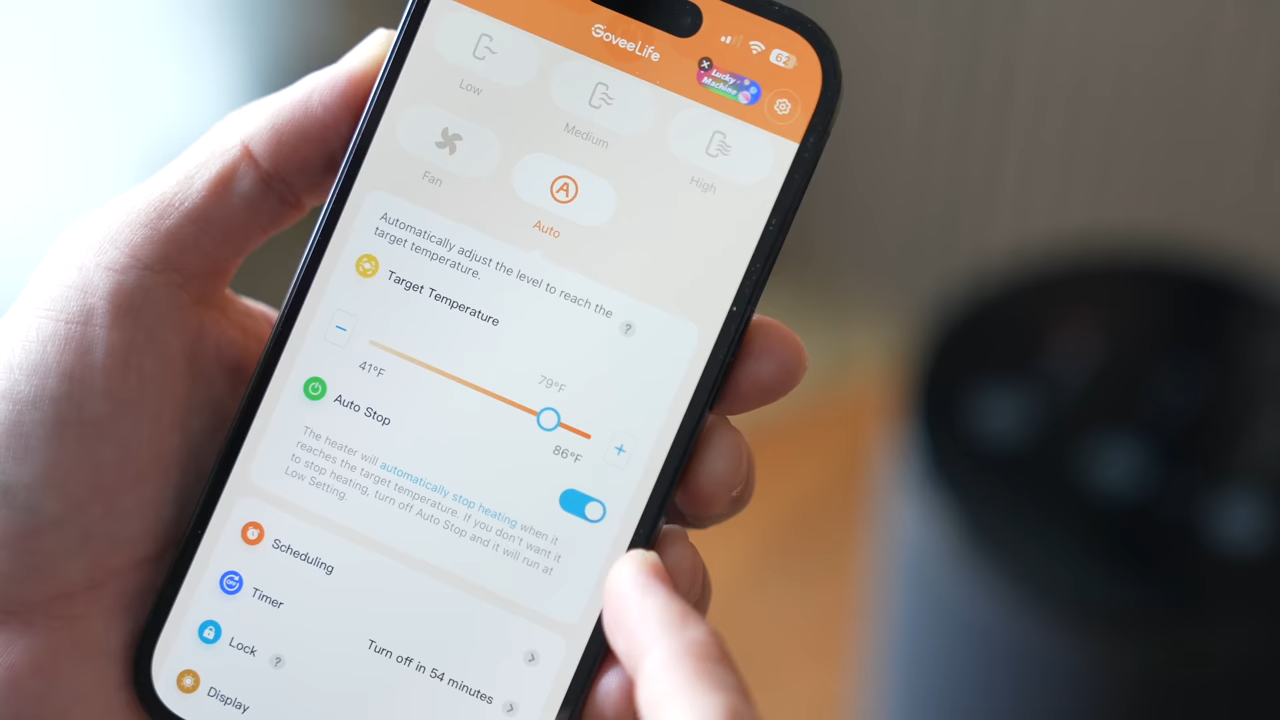 GoveeLife
62
Lucky
Machine
Low
Medium
High
Fan
A
Auto
Automatically adjust the level to reach the
target temperature.
?
Target Temperature
−
+
41°F
79°F
86°F
Auto Stop
The heater will automatically stop heating when it
reaches the target temperature. If you don't want it
to stop heating, turn off Auto Stop and it will run at
Low Setting.
Scheduling
OFF
Timer
Turn off in 54 minutes
Lock
?
Display